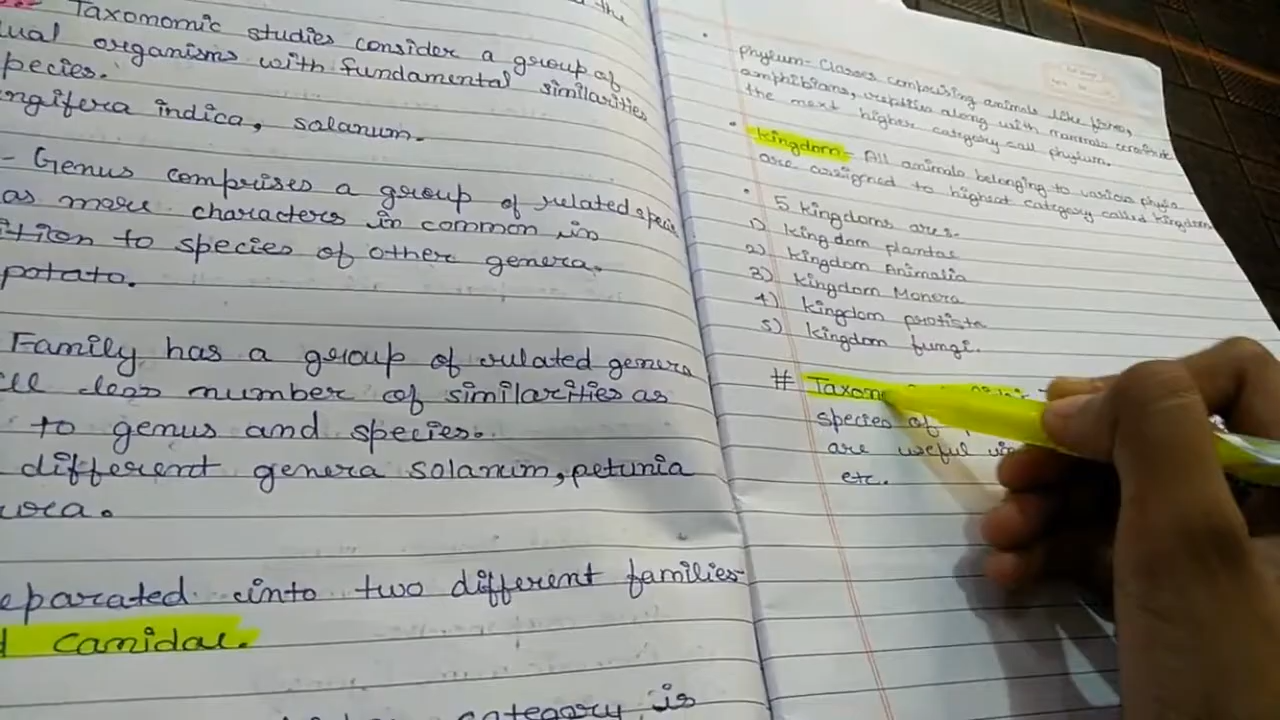 the
Taxonomic studies consider a group of
ual organisms with fundamental similarities
pecies.
ngifera indica, solanum.
- Genus comprises a group of related species
as more characters in common in
ition to species of other genera.
potato.
Family has a group of related genera
ll less number of similarities as
to genus and species.
different genera solanum, petunia
ura.
eparated into two different families-
d canidae.
category is
phylum- Classes comprising animals like fishes,
amphibians, reptiles along with mammals constitute
the next higher category call phylum.
Kingdom- All animals belonging to various phyla
are assigned to highest category called kingdom.
5 kingdoms are-
1) kingdom plantae
2) kingdom Animalia
3) kingdom Monera
4) kingdom protista
5) kingdom fungi.
# Taxono
species of
are useful in
etc.